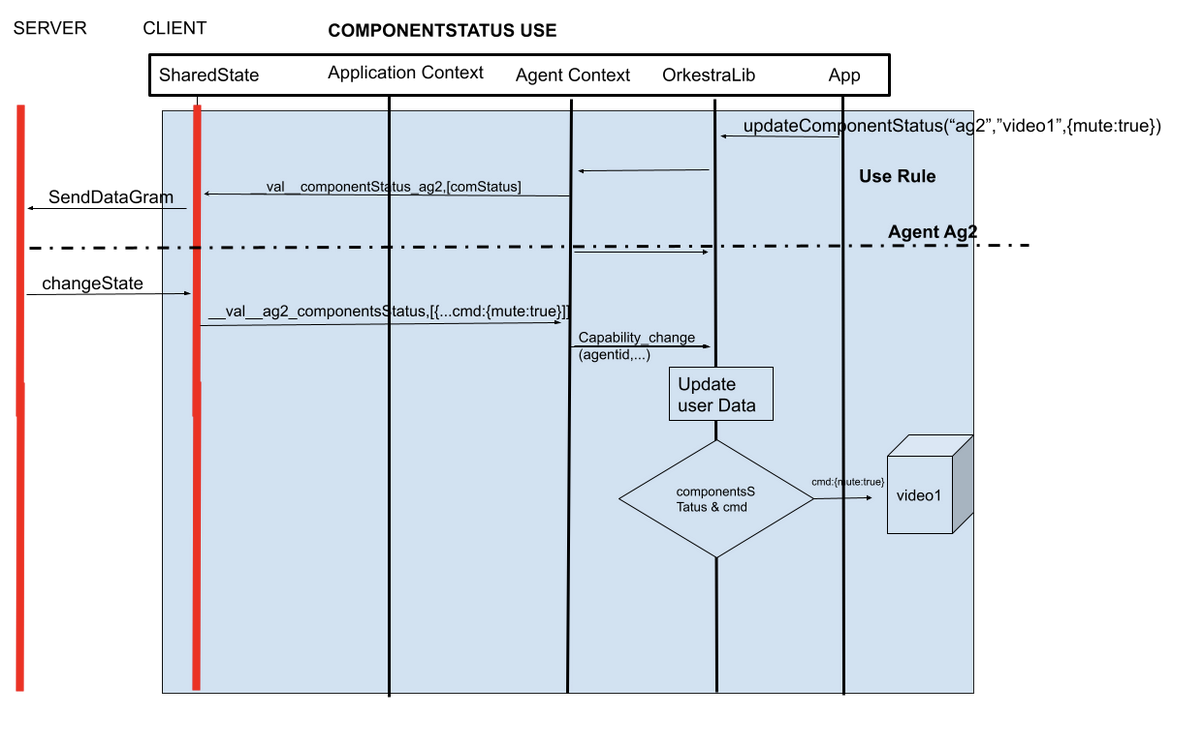 SERVER
CLIENT
COMPONENTSTATUS USE
SharedState
Application Context
Agent Context
OrkestraLib
App
updateComponentStatus(“ag2”,”video1”,{mute:true})
Use Rule
__val__componentStatus_ag2,[comStatus]
SendDataGram
Agent Ag2
changeState
__val__ag2_componentsStatus,[{...cmd:{mute:true}]]
Capability_change
(agentid,...)
Update
user Data
cmd:{mute:true}
componentsS
Tatus & cmd
video1